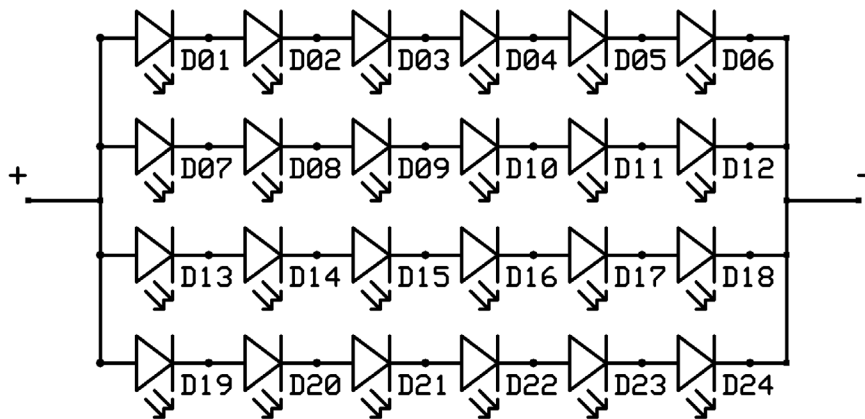 D01 D02 D03 D04 D05 D06
D07 D08 D09 D10 D11 D12
+ -
D13 D14 D15 D16 D17 D18
D19 D20 D21 D22 D23 D24